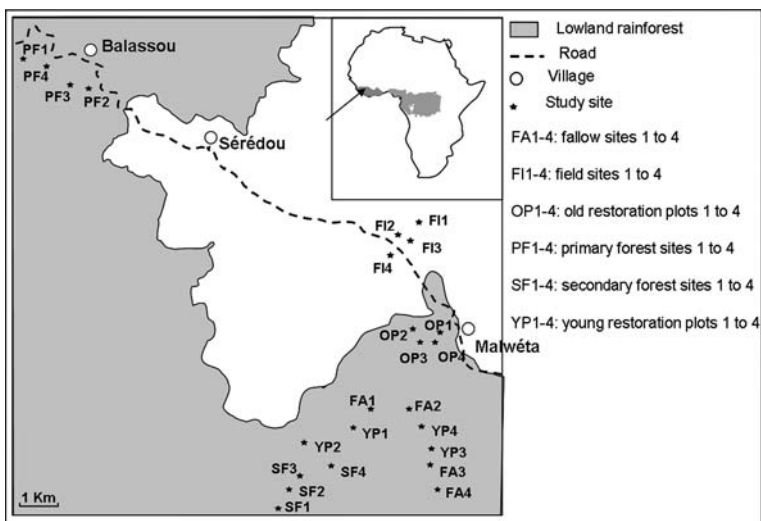 PF1
Balassou
PF4
PF3
PF2
Sérédou
FI1
FI2
FI3
FI4
OP1
OP2
Malwéta
OP3
OP4
FA1
FA2
YP1
YP4
YP2
YP3
SF3
SF4
FA3
SF2
FA4
SF1
1 Km
Lowland rainforest
Road
Village
Study site
FA1-4: fallow sites 1 to 4
FI1-4: field sites 1 to 4
OP1-4: old restoration plots 1 to 4
PF1-4: primary forest sites 1 to 4
SF1-4: secondary forest sites 1 to 4
YP1-4: young restoration plots 1 to 4